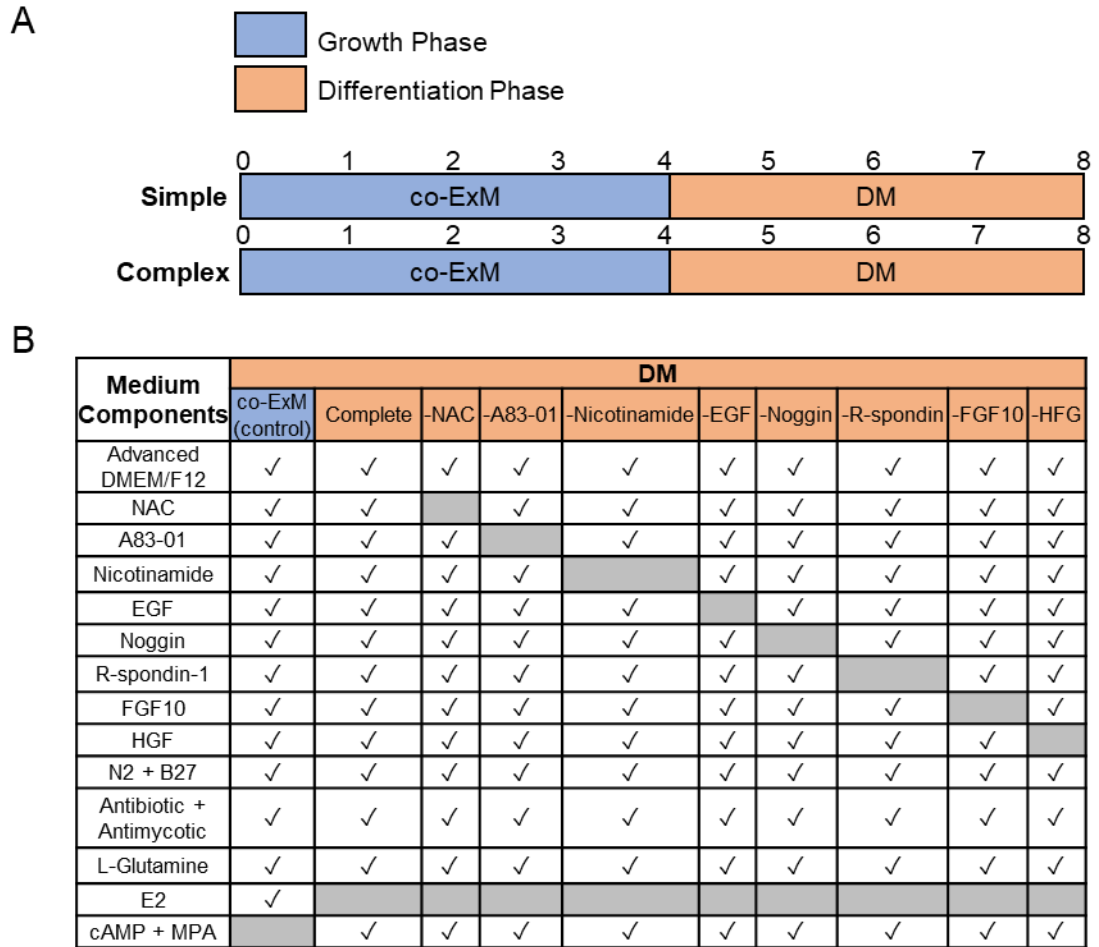 A
Growth Phase
Differentiation Phase
0 1 2 3 4 5 6 7 8
Simple co-ExM DM
0 1 2 3 4 5 6 7 8
Complex co-ExM DM
B
Medium Components DM
co-ExM (control) Complete -NAC -A83-01 -Nicotinamide -EGF -Noggin -R-spondin -FGF10 -HFG
Advanced DMEM/F12 ✓ ✓ ✓ ✓ ✓ ✓ ✓ ✓ ✓ ✓
NAC ✓ ✓ ✓ ✓ ✓ ✓ ✓ ✓ ✓
A83-01 ✓ ✓ ✓ ✓ ✓ ✓ ✓ ✓ ✓
Nicotinamide ✓ ✓ ✓ ✓ ✓ ✓ ✓ ✓ ✓
EGF ✓ ✓ ✓ ✓ ✓ ✓ ✓ ✓ ✓
Noggin ✓ ✓ ✓ ✓ ✓ ✓ ✓ ✓ ✓
R-spondin-1 ✓ ✓ ✓ ✓ ✓ ✓ ✓ ✓ ✓
FGF10 ✓ ✓ ✓ ✓ ✓ ✓ ✓ ✓ ✓
HGF ✓ ✓ ✓ ✓ ✓ ✓ ✓ ✓ ✓
N2 + B27 ✓ ✓ ✓ ✓ ✓ ✓ ✓ ✓ ✓ ✓
Antibiotic + Antimycotic ✓ ✓ ✓ ✓ ✓ ✓ ✓ ✓ ✓ ✓
L-Glutamine ✓ ✓ ✓ ✓ ✓ ✓ ✓ ✓ ✓ ✓
E2 ✓
cAMP + MPA ✓ ✓ ✓ ✓ ✓ ✓ ✓ ✓ ✓